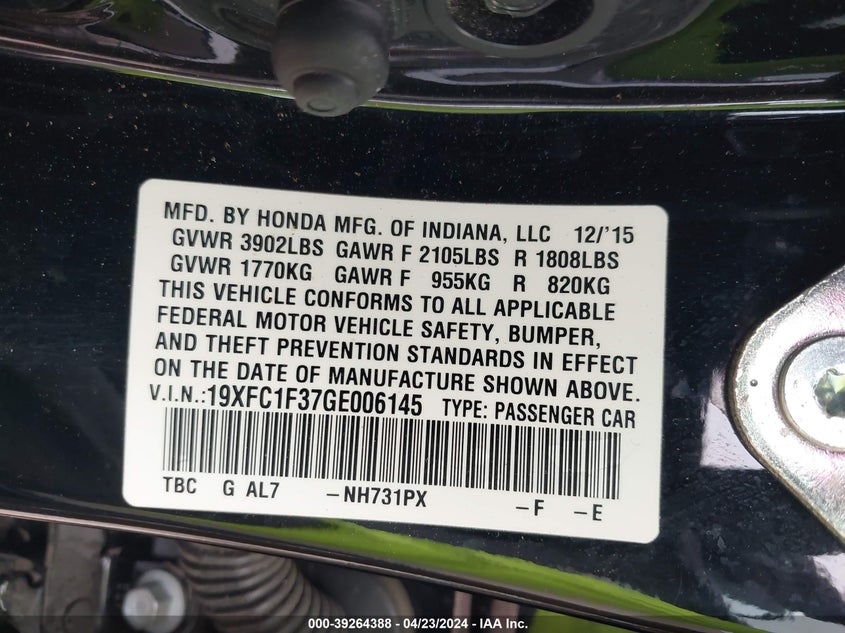 MFD. BY HONDA MFG. OF INDIANA, LLC 12/'15
GVWR 3902LBS GAWR F 2105LBS R 1808LBS
GVWR 1770KG GAWR F 955KG R 820KG
THIS VEHICLE CONFORMS TO ALL APPLICABLE
FEDERAL MOTOR VEHICLE SAFETY, BUMPER,
AND THEFT PREVENTION STANDARDS IN EFFECT
ON THE DATE OF MANUFACTURE SHOWN ABOVE.
V.I.N.:19XFC1F37GE006145 TYPE: PASSENGER CAR
TBC G AL7 -NH731PX -F -E
000-39264388 - 04/23/2024 - IAA Inc.